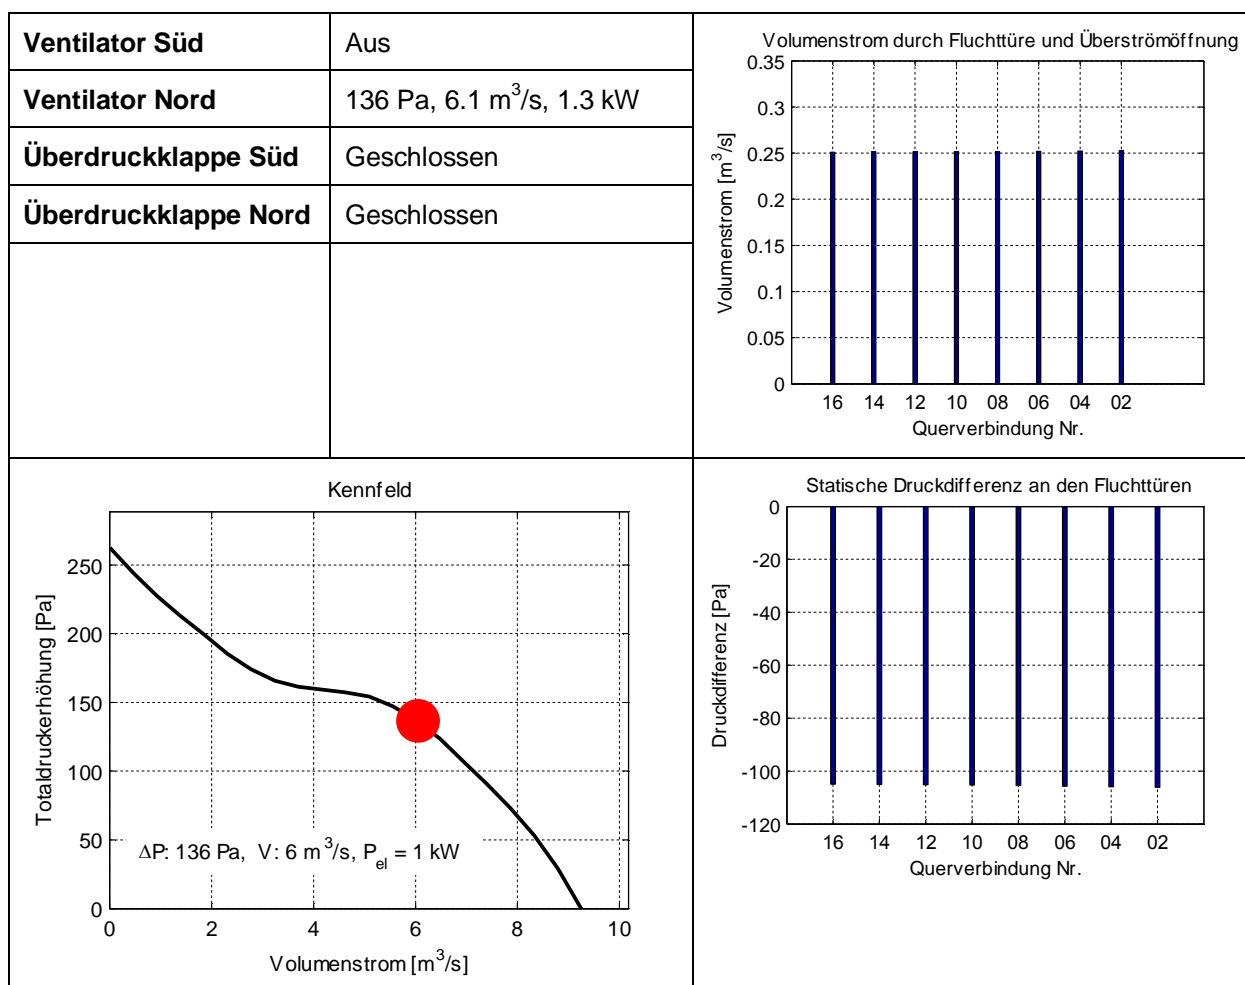 Ventilator Süd Aus
Ventilator Nord 136 Pa, 6.1 m³/s, 1.3 kW
Überdruckklappe Süd Geschlossen
Überdruckklappe Nord Geschlossen
Volumenstrom durch Fluchttüre und Überströmöffnung
0.35
0.3
0.25
0.2
0.15
0.1
0.05
0
Volumenstrom [m³/s]
16 14 12 10 08 06 04 02
Querverbindung Nr.
Kennfeld
250
200
150
100
50
0
Totaldruckerhöhung [Pa]
ΔP: 136 Pa, V: 6 m³/s, Pel = 1 kW
0 2 4 6 8 10
Volumenstrom [m³/s]
Statische Druckdifferenz an den Fluchttüren
0
-20
-40
-60
-80
-100
-120
Druckdifferenz [Pa]
16 14 12 10 08 06 04 02
Querverbindung Nr.